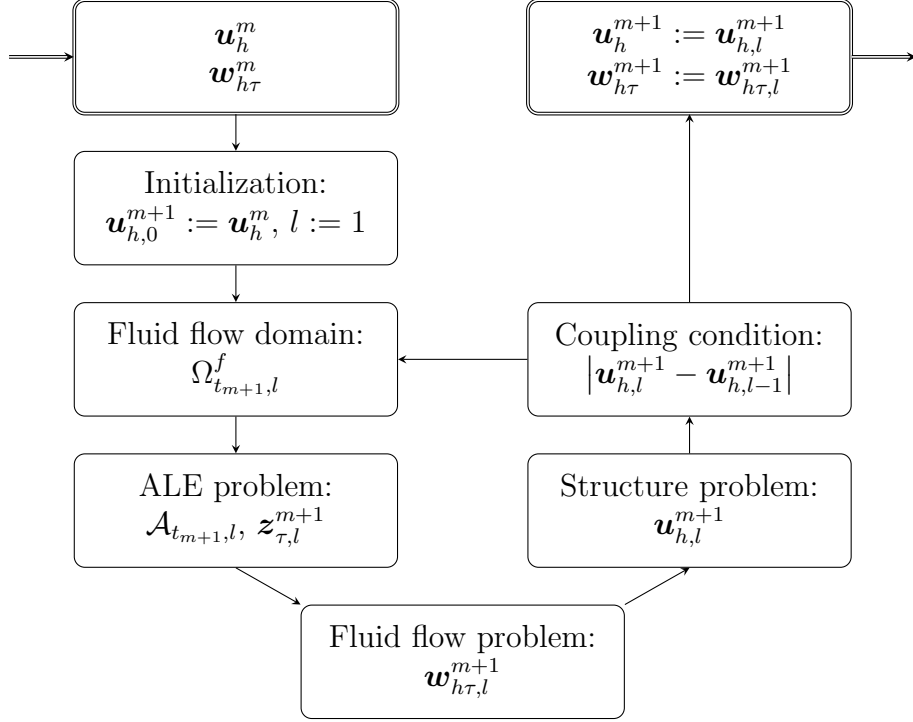 𝒖_h^m
𝒘_{hτ}^m
Initialization:
𝒖_{h,0}^{m+1} := 𝒖_h^m, l := 1
Fluid flow domain:
Ω_{t_{m+1},l}^f
ALE problem:
𝒜_{t_{m+1},l}, 𝒛_{τ,l}^{m+1}
Fluid flow problem:
𝒘_{hτ,l}^{m+1}
Structure problem:
𝒖_{h,l}^{m+1}
Coupling condition:
|𝒖_{h,l}^{m+1} − 𝒖_{h,l−1}^{m+1}|
𝒖_h^{m+1} := 𝒖_{h,l}^{m+1}
𝒘_{hτ}^{m+1} := 𝒘_{hτ,l}^{m+1}